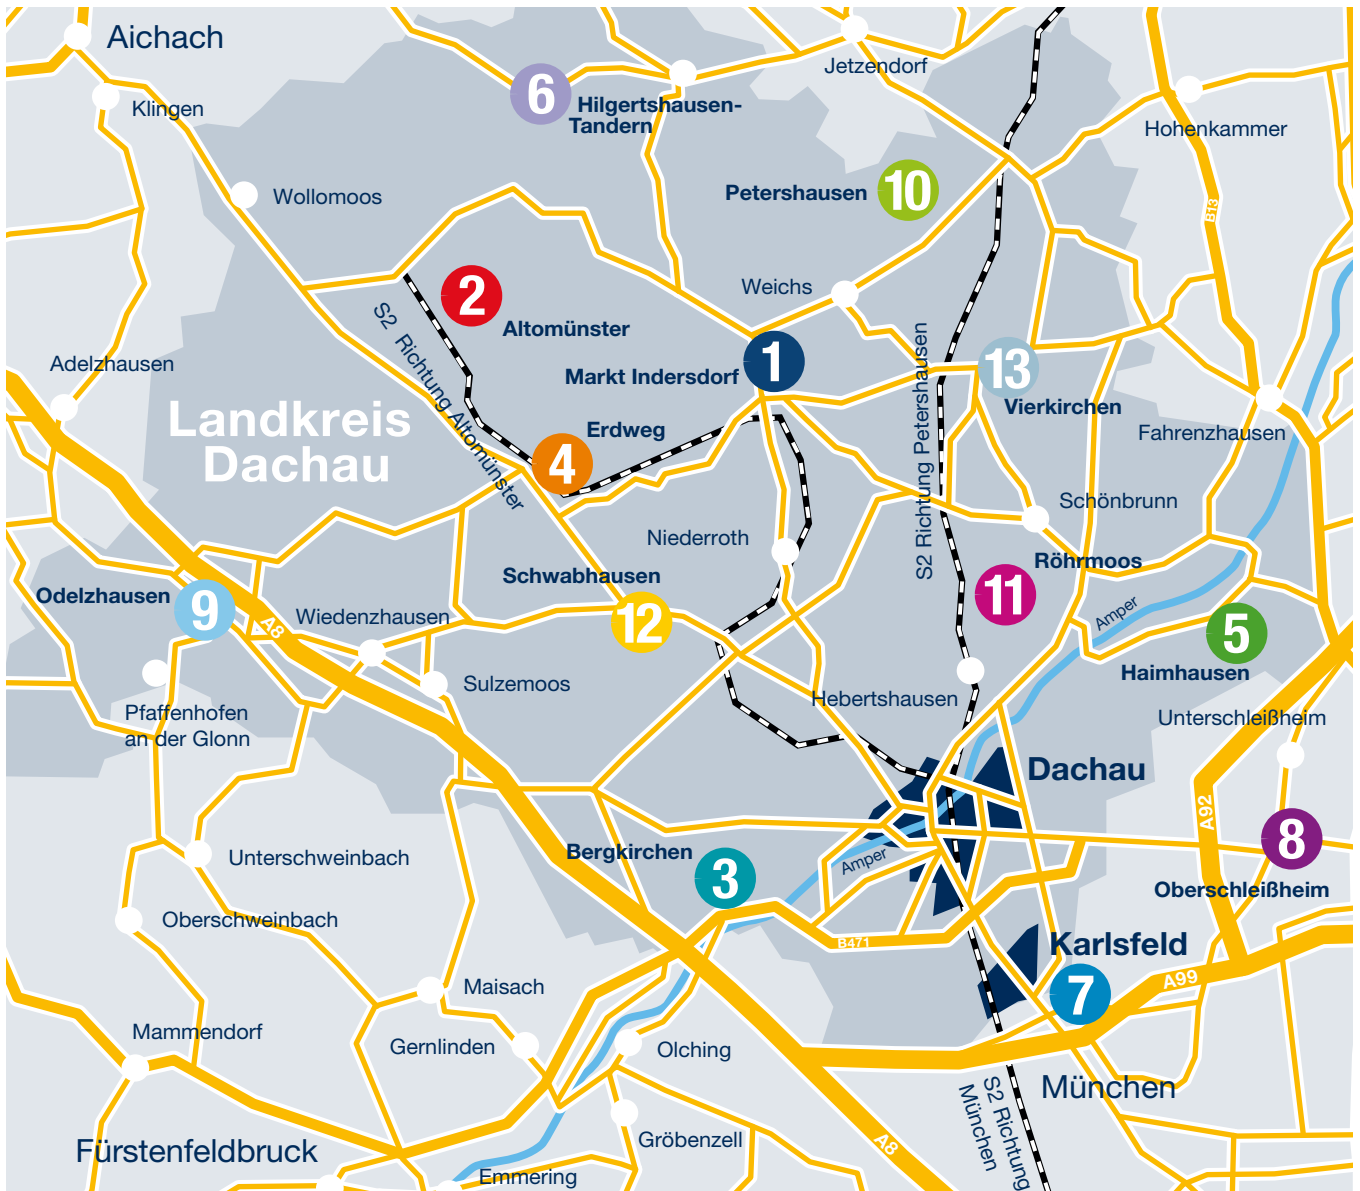 Aichach
Jetzendorf
6
Hilgertshausen-
Tandern
Klingen
Hohenkammer
Wollomoos
Petershausen
10
B13
Weichs
2
Altomünster
S2 Richtung Altomünster
S2 Richtung Petershausen
1
Markt Indersdorf
13
Vierkirchen
Adelzhausen
Landkreis
Dachau
Erdweg
4
Fahrenzhausen
Schönbrunn
Niederroth
Röhrmoos
11
Schwabhausen
12
Odelzhausen
9
A8
Wiedenzhausen
Amper
5
Haimhausen
Sulzemoos
Hebertshausen
Pfaffenhofen
an der Glonn
Unterschleißheim
Dachau
A92
8
Oberschleißheim
Bergkirchen
3
Amper
Unterschweinbach
Oberschweinbach
B471
Karlsfeld
7
A99
Maisach
Mammendorf
Gernlinden
Olching
München
S2 Richtung
München
Gröbenzell
A8
Fürstenfeldbruck
Emmering